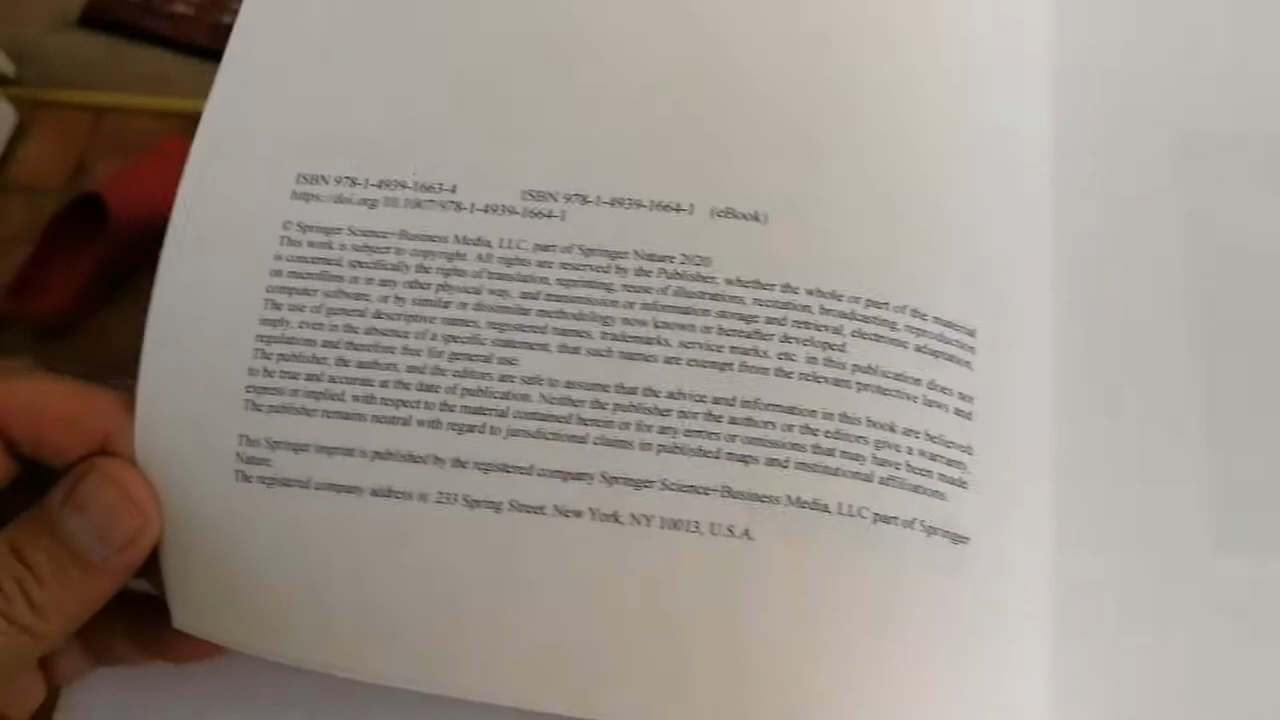 ISBN 978-1-4939-1663-4 ISBN 978-1-4939-1664-1 (eBook)
https://doi.org/10.1007/978-1-4939-1664-1
© Springer Science+Business Media, LLC, part of Springer Nature 2020
This work is subject to copyright. All rights are reserved by the Publisher, whether the whole or part of the material
is concerned, specifically the rights of translation, reprinting, reuse of illustrations, recitation, broadcasting, reproduction
on microfilms or in any other physical way, and transmission or information storage and retrieval, electronic adaptation,
computer software, or by similar or dissimilar methodology now known or hereafter developed.
The use of general descriptive names, registered names, trademarks, service marks, etc. in this publication does not
imply, even in the absence of a specific statement, that such names are exempt from the relevant protective laws and
regulations and therefore free for general use.
The publisher, the authors, and the editors are safe to assume that the advice and information in this book are believed
to be true and accurate at the date of publication. Neither the publisher nor the authors or the editors give a warranty,
express or implied, with respect to the material contained herein or for any errors or omissions that may have been made.
The publisher remains neutral with regard to jurisdictional claims in published maps and institutional affiliations.
This Springer imprint is published by the registered company Springer Science+Business Media, LLC part of Springer
Nature.
The registered company address is: 233 Spring Street, New York, NY 10013, U.S.A.